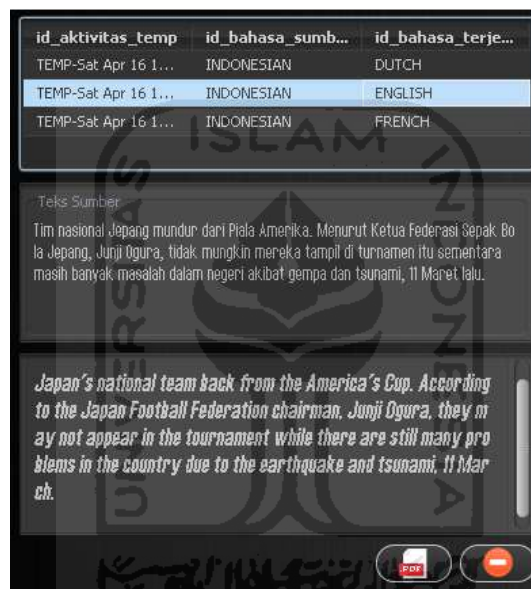 id_aktivitas_temp id_bahasa_sumb... id_bahasa_terje...
TEMP-Sat Apr 16 1... INDONESIAN DUTCH
TEMP-Sat Apr 16 1... INDONESIAN ENGLISH
TEMP-Sat Apr 16 1... INDONESIAN FRENCH
Teks Sumber
Tim nasional Jepang mundur dari Piala Amerika. Menurut Ketua Federasi Sepak Bo
la Jepang, Junji Ogura, tidak mungkin mereka tampil di turnamen itu sementara
masih banyak masalah dalam negeri akibat gempa dan tsunami, 11 Maret lalu.
Japan's national team back from the America's Cup. According
to the Japan Football Federation chairman, Junji Ogura, they m
ay not appear in the tournament while there are still many pro
blems in the country due to the earthquake and tsunami, 11 Mar
ch.
PDF
UNIVERSITAS
ISLAM
INDONESIA